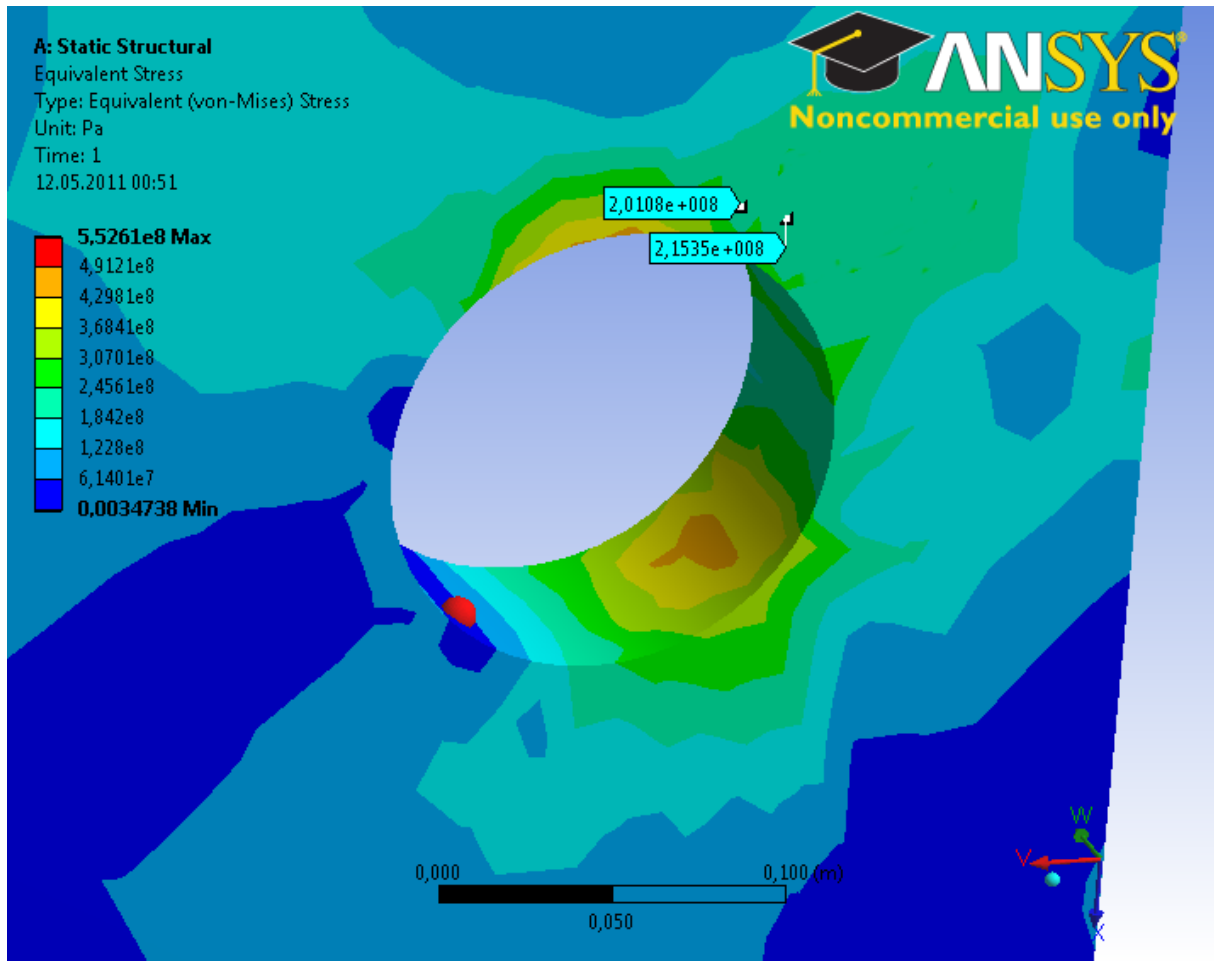 A: Static Structural
Equivalent Stress
Type: Equivalent (von-Mises) Stress
Unit: Pa
Time: 1
12.05.2011 00:51
ANSYS®
Noncommercial use only
5,5261e8 Max
4,9121e8
4,2981e8
3,6841e8
3,0701e8
2,4561e8
1,842e8
1,228e8
6,1401e7
0,0034738 Min
2,0108e+008
2,1535e+008
0,000
0,100 (m)
0,050
W
V
X